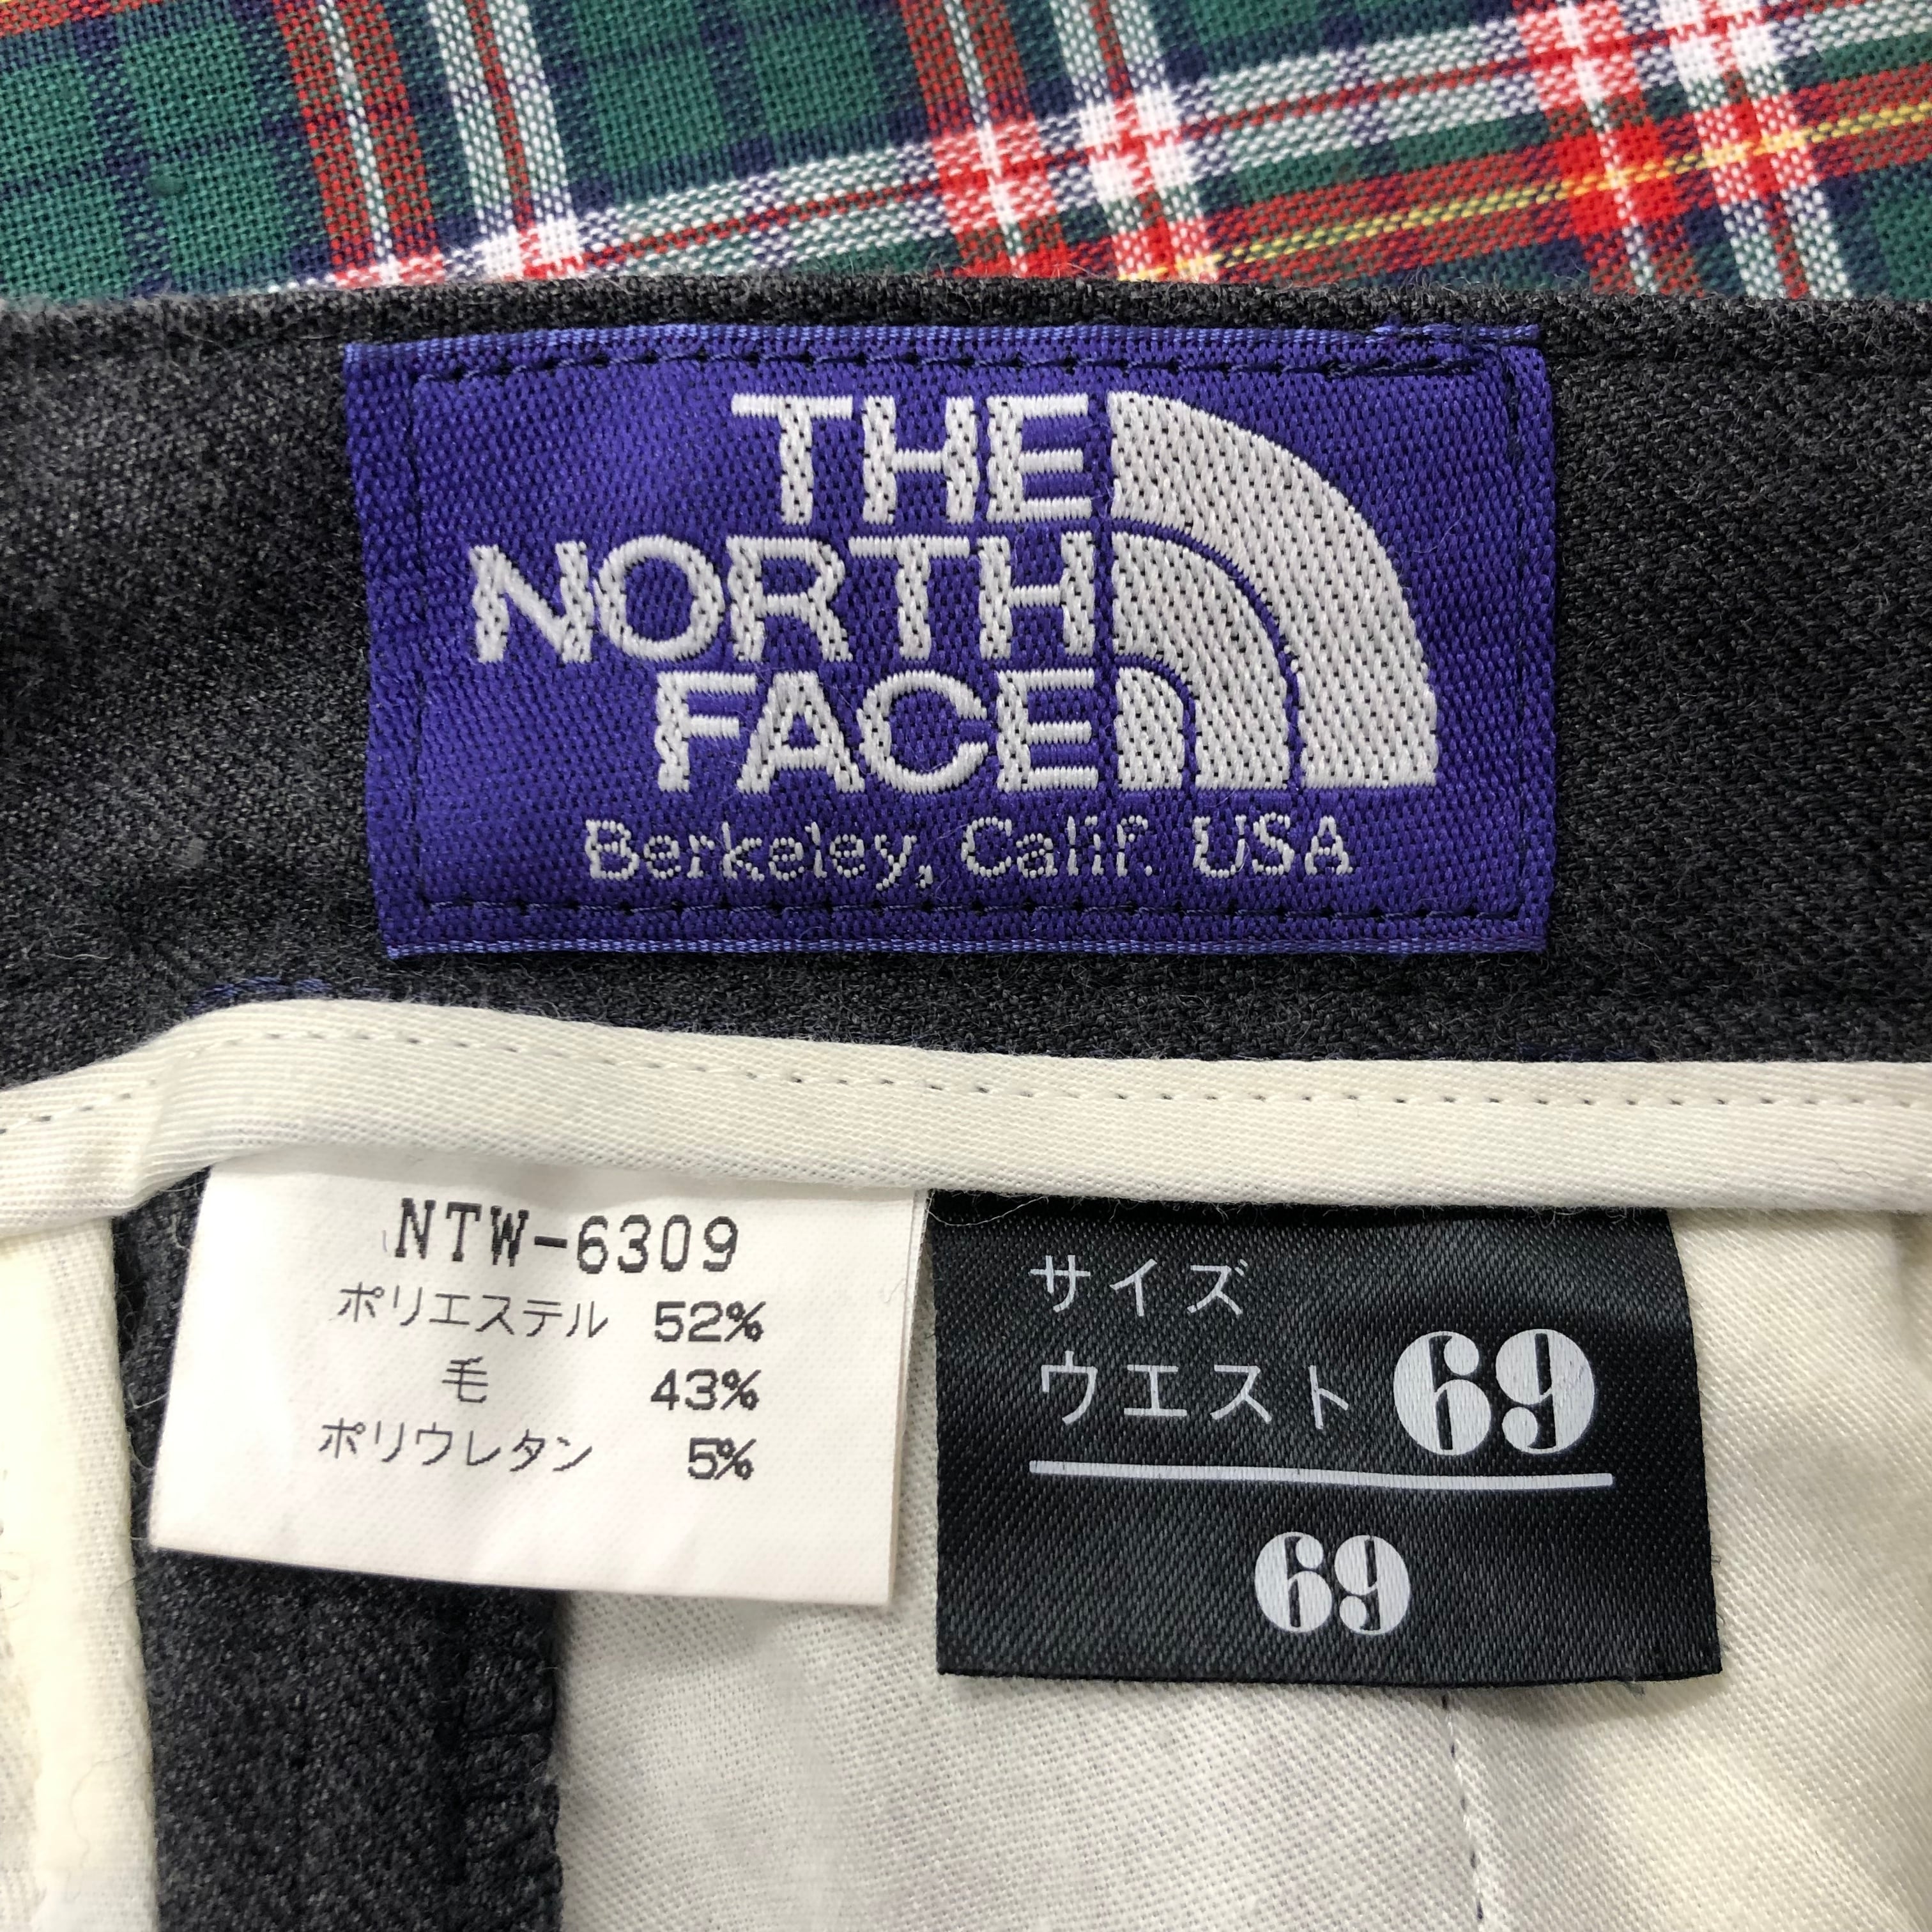 THE
NORTH
FACE
Berkeley, Calif. USA
NTW-6309
ポリエステル 52%
毛 43%
ポリウレタン 5%
サイズ
ウエスト 69
69